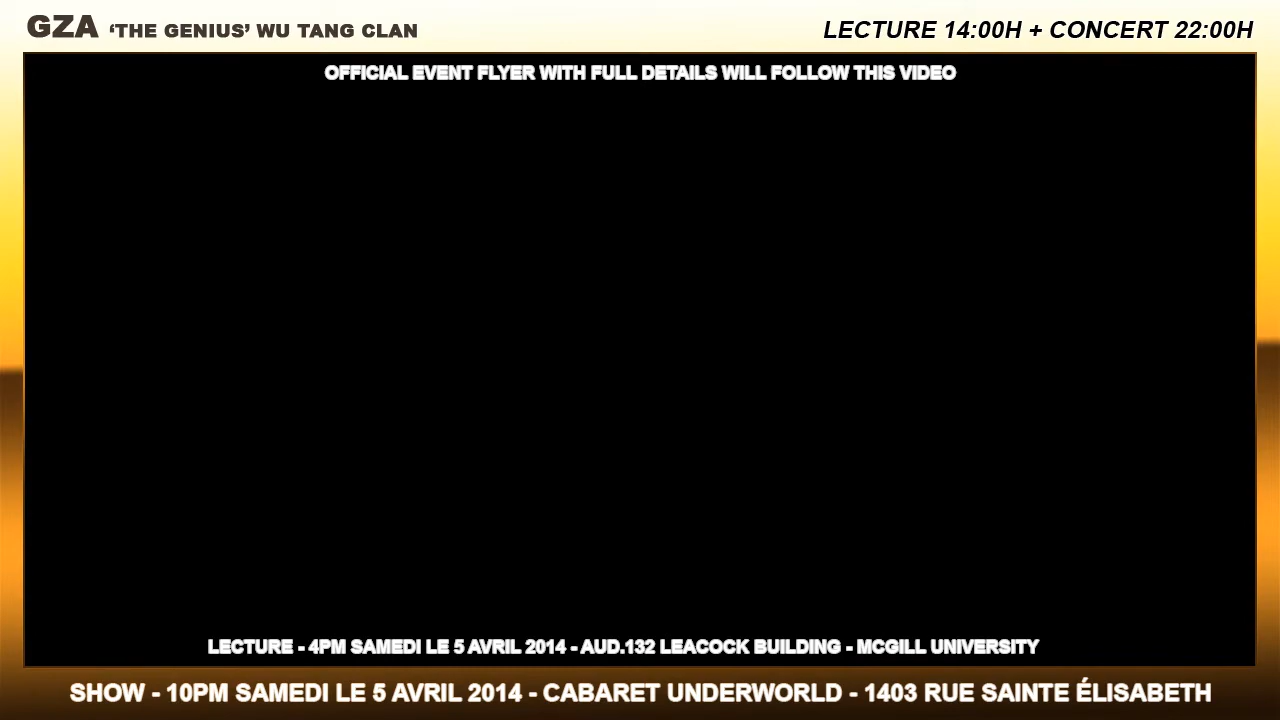 GZA ‘THE GENIUS’ WU TANG CLAN
LECTURE 14:00H + CONCERT 22:00H
OFFICIAL EVENT FLYER WITH FULL DETAILS WILL FOLLOW THIS VIDEO
LECTURE - 4PM SAMEDI LE 5 AVRIL 2014 - AUD.132 LEACOCK BUILDING - MCGILL UNIVERSITY
SHOW - 10PM SAMEDI LE 5 AVRIL 2014 - CABARET UNDERWORLD - 1403 RUE SAINTE ÉLISABETH